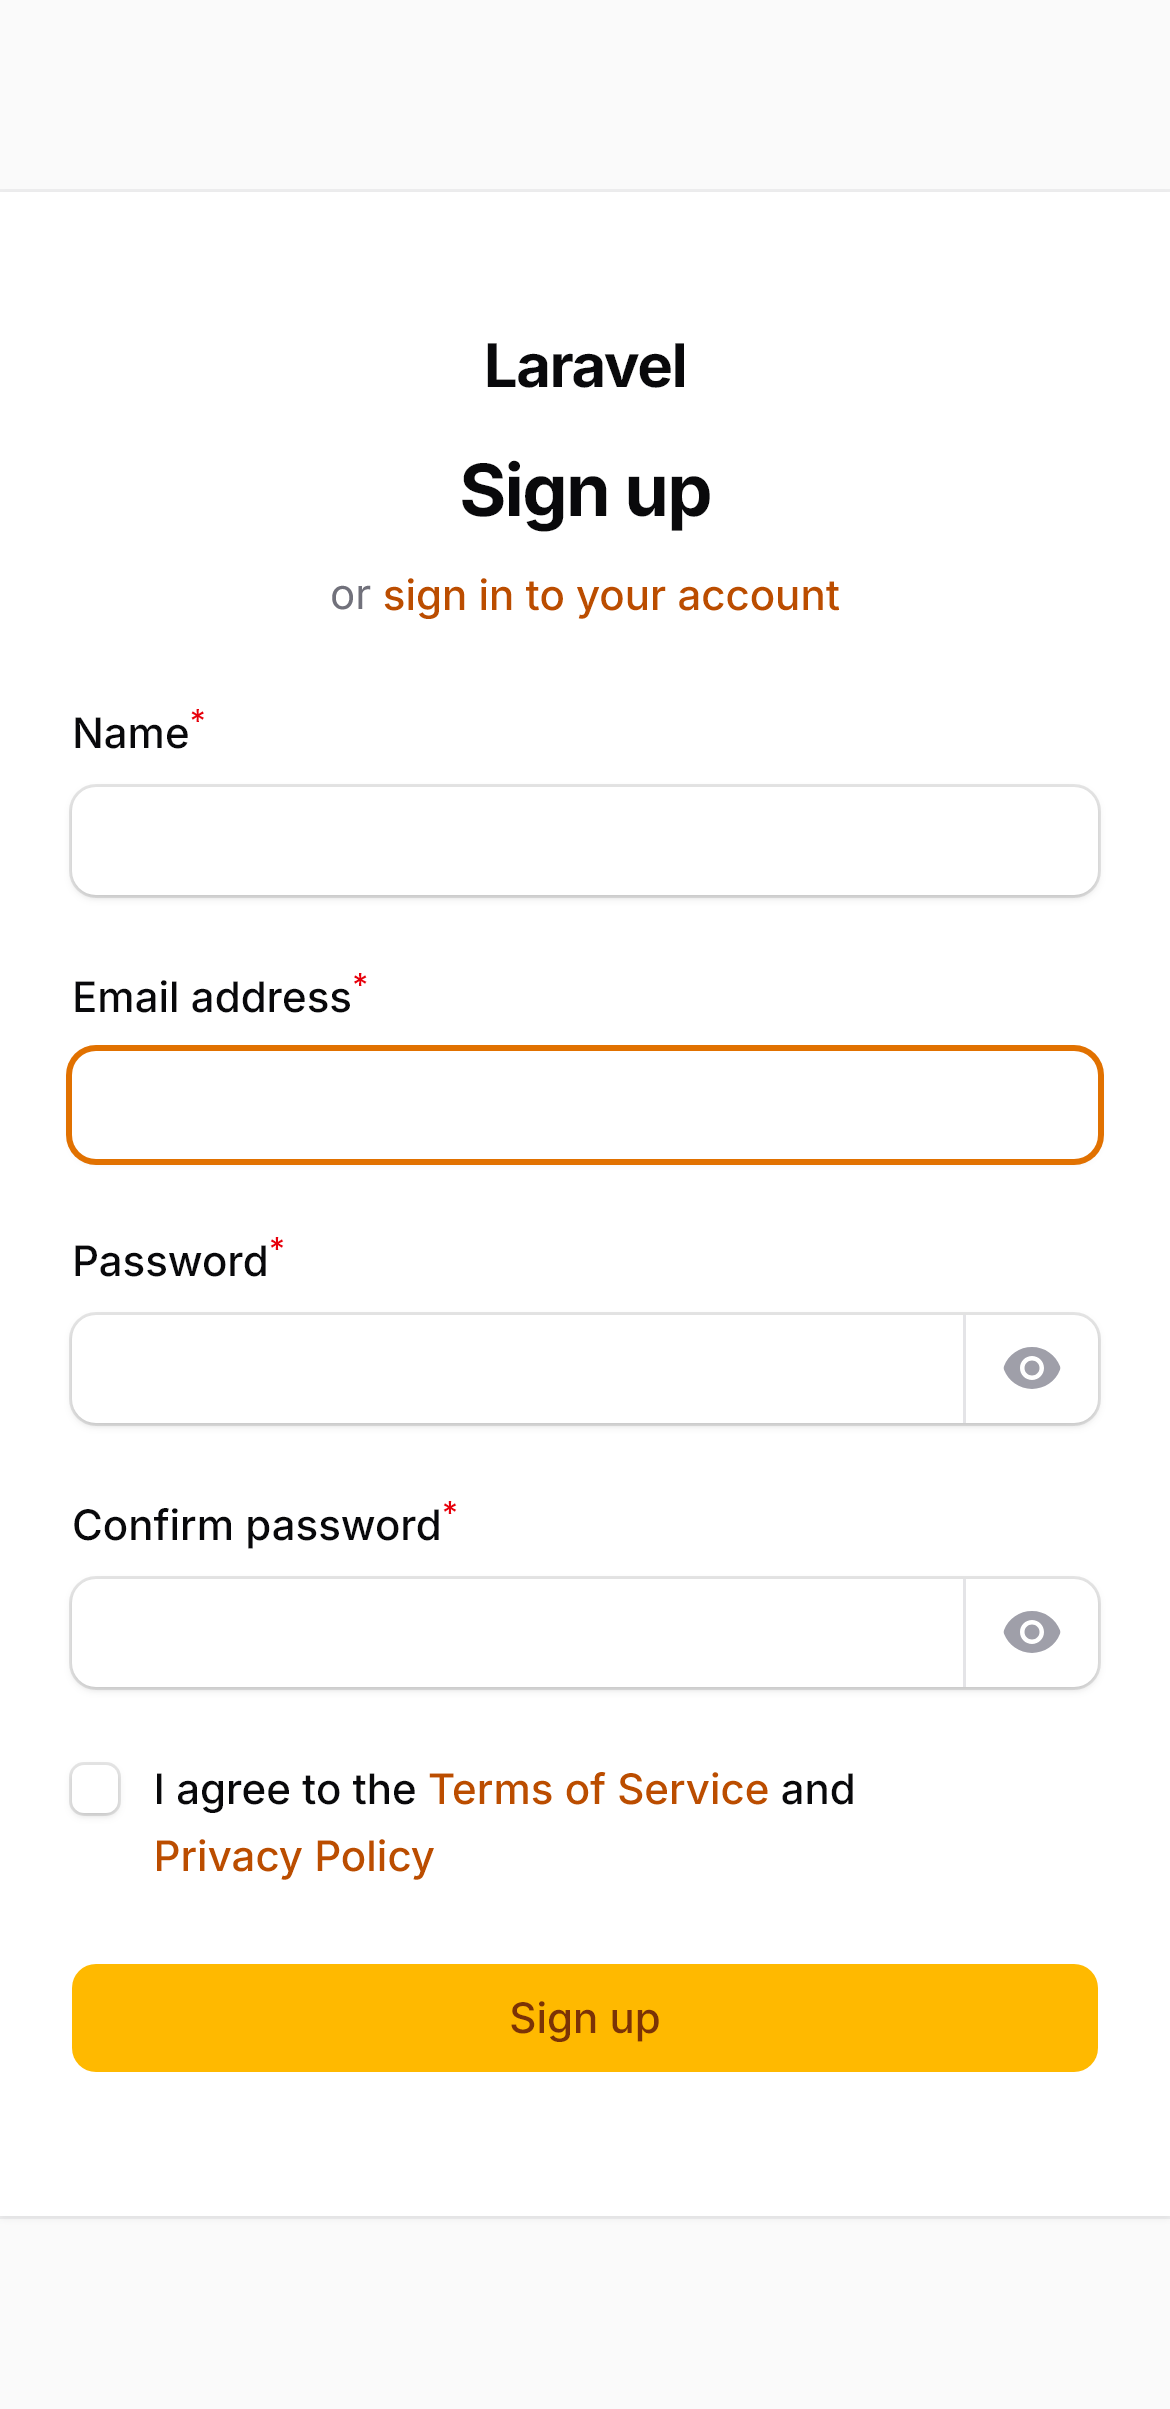 Laravel
Sign up
or sign in to your account
Name*
Email address*
Password*
Confirm password*
I agree to the Terms of Service and
Privacy Policy
Sign up